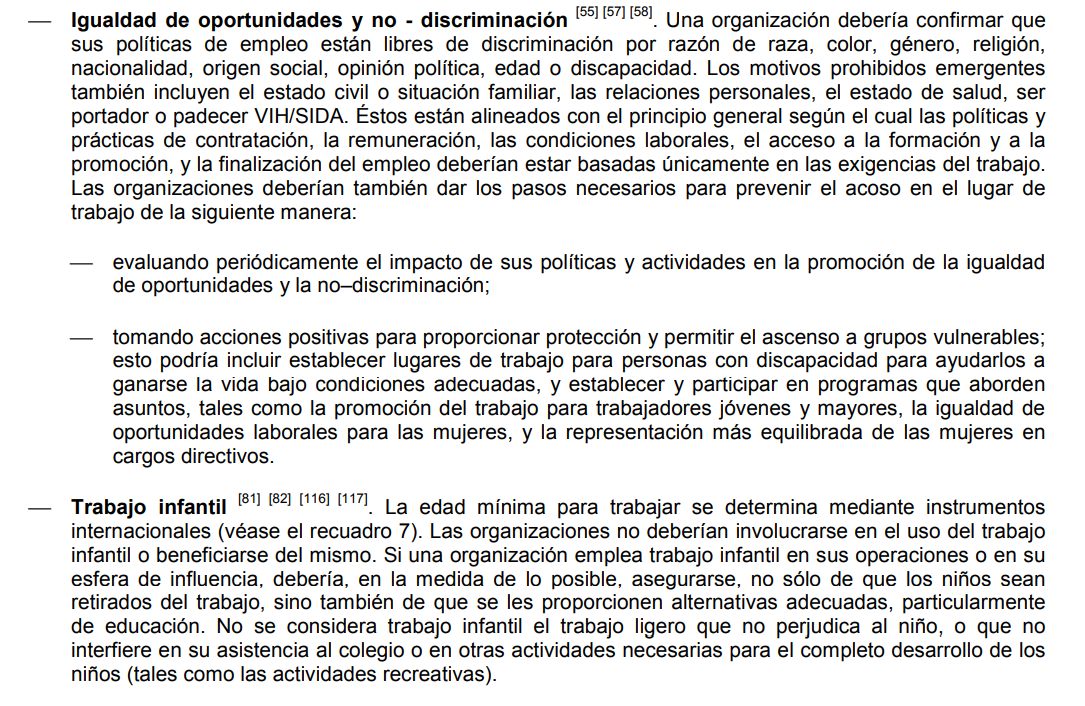 — Igualdad de oportunidades y no - discriminación [55] [57] [58]. Una organización debería confirmar que
sus políticas de empleo están libres de discriminación por razón de raza, color, género, religión,
nacionalidad, origen social, opinión política, edad o discapacidad. Los motivos prohibidos emergentes
también incluyen el estado civil o situación familiar, las relaciones personales, el estado de salud, ser
portador o padecer VIH/SIDA. Éstos están alineados con el principio general según el cual las políticas y
prácticas de contratación, la remuneración, las condiciones laborales, el acceso a la formación y a la
promoción, y la finalización del empleo deberían estar basadas únicamente en las exigencias del trabajo.
Las organizaciones deberían también dar los pasos necesarios para prevenir el acoso en el lugar de
trabajo de la siguiente manera:
— evaluando periódicamente el impacto de sus políticas y actividades en la promoción de la igualdad
de oportunidades y la no–discriminación;
— tomando acciones positivas para proporcionar protección y permitir el ascenso a grupos vulnerables;
esto podría incluir establecer lugares de trabajo para personas con discapacidad para ayudarlos a
ganarse la vida bajo condiciones adecuadas, y establecer y participar en programas que aborden
asuntos, tales como la promoción del trabajo para trabajadores jóvenes y mayores, la igualdad de
oportunidades laborales para las mujeres, y la representación más equilibrada de las mujeres en
cargos directivos.
— Trabajo infantil [81] [82] [116] [117]. La edad mínima para trabajar se determina mediante instrumentos
internacionales (véase el recuadro 7). Las organizaciones no deberían involucrarse en el uso del trabajo
infantil o beneficiarse del mismo. Si una organización emplea trabajo infantil en sus operaciones o en su
esfera de influencia, debería, en la medida de lo posible, asegurarse, no sólo de que los niños sean
retirados del trabajo, sino también de que se les proporcionen alternativas adecuadas, particularmente
de educación. No se considera trabajo infantil el trabajo ligero que no perjudica al niño, o que no
interfiere en su asistencia al colegio o en otras actividades necesarias para el completo desarrollo de los
niños (tales como las actividades recreativas).